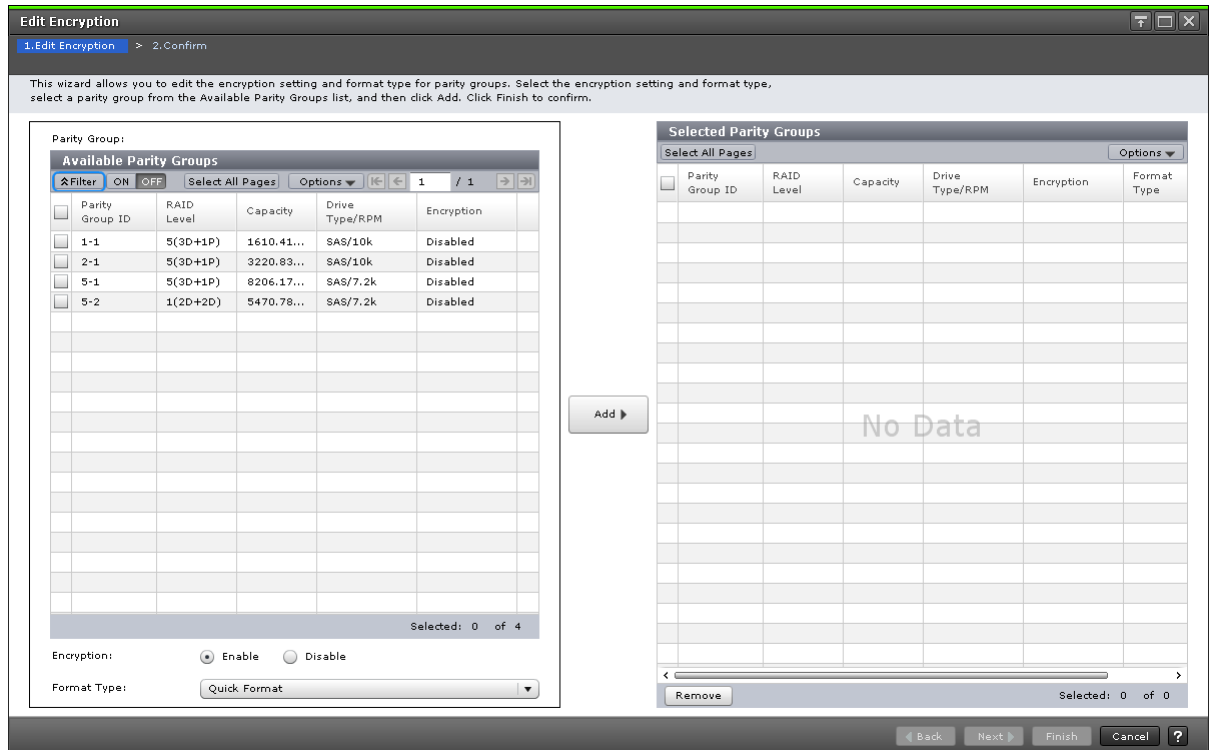 Edit Encryption
1.Edit Encryption > 2.Confirm
This wizard allows you to edit the encryption setting and format type for parity groups. Select the encryption setting and format type,
select a parity group from the Available Parity Groups list, and then click Add. Click Finish to confirm.
Parity Group:
Available Parity Groups
Filter ON OFF Select All Pages Options 1 / 1
Parity Group ID RAID Level Capacity Drive Type/RPM Encryption
1-1 5(3D+1P) 1610.41... SAS/10k Disabled
2-1 5(3D+1P) 3220.83... SAS/10k Disabled
5-1 5(3D+1P) 8206.17... SAS/7.2k Disabled
5-2 1(2D+2D) 5470.78... SAS/7.2k Disabled
Selected: 0 of 4
Encryption: Enable Disable
Format Type: Quick Format
Add
Selected Parity Groups
Select All Pages Options
Parity Group ID RAID Level Capacity Drive Type/RPM Encryption Format Type
No Data
Remove Selected: 0 of 0
Back Next Finish Cancel ?